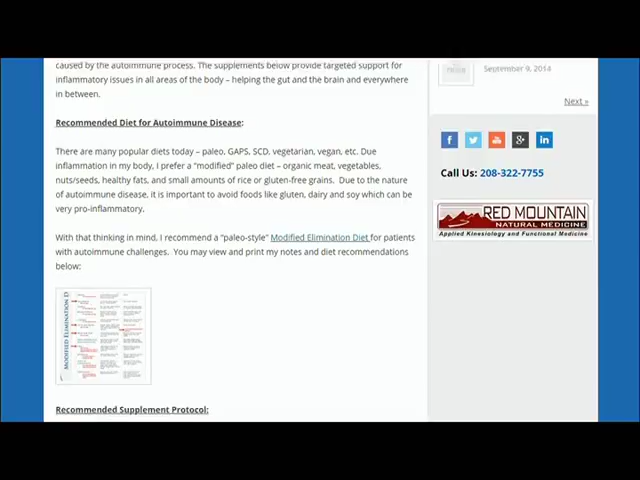 caused by the autoimmune process. The supplements below provide targeted support for
inflammatory issues in all areas of the body – helping the gut and the brain and everywhere
in between.
Recommended Diet for Autoimmune Disease:
There are many popular diets today – paleo, GAPS, SCD, vegetarian, vegan, etc. Due
inflammation in my body, I prefer a “modified” paleo diet – organic meat, vegetables,
nuts/seeds, healthy fats, and small amounts of rice or gluten-free grains. Due to the nature
of autoimmune disease, it is important to avoid foods like gluten, dairy and soy which can be
very pro-inflammatory.
With that thinking in mind, I recommend a “paleo-style” Modified Elimination Diet for patients
with autoimmune challenges. You may view and print my notes and diet recommendations
below:
MODIFIED ELIMINATION D
Recommended Supplement Protocol:
September 9, 2014
Next »
Call Us: 208-322-7755
RED MOUNTAIN
NATURAL MEDICINE
Applied Kinesiology and Functional Medicine